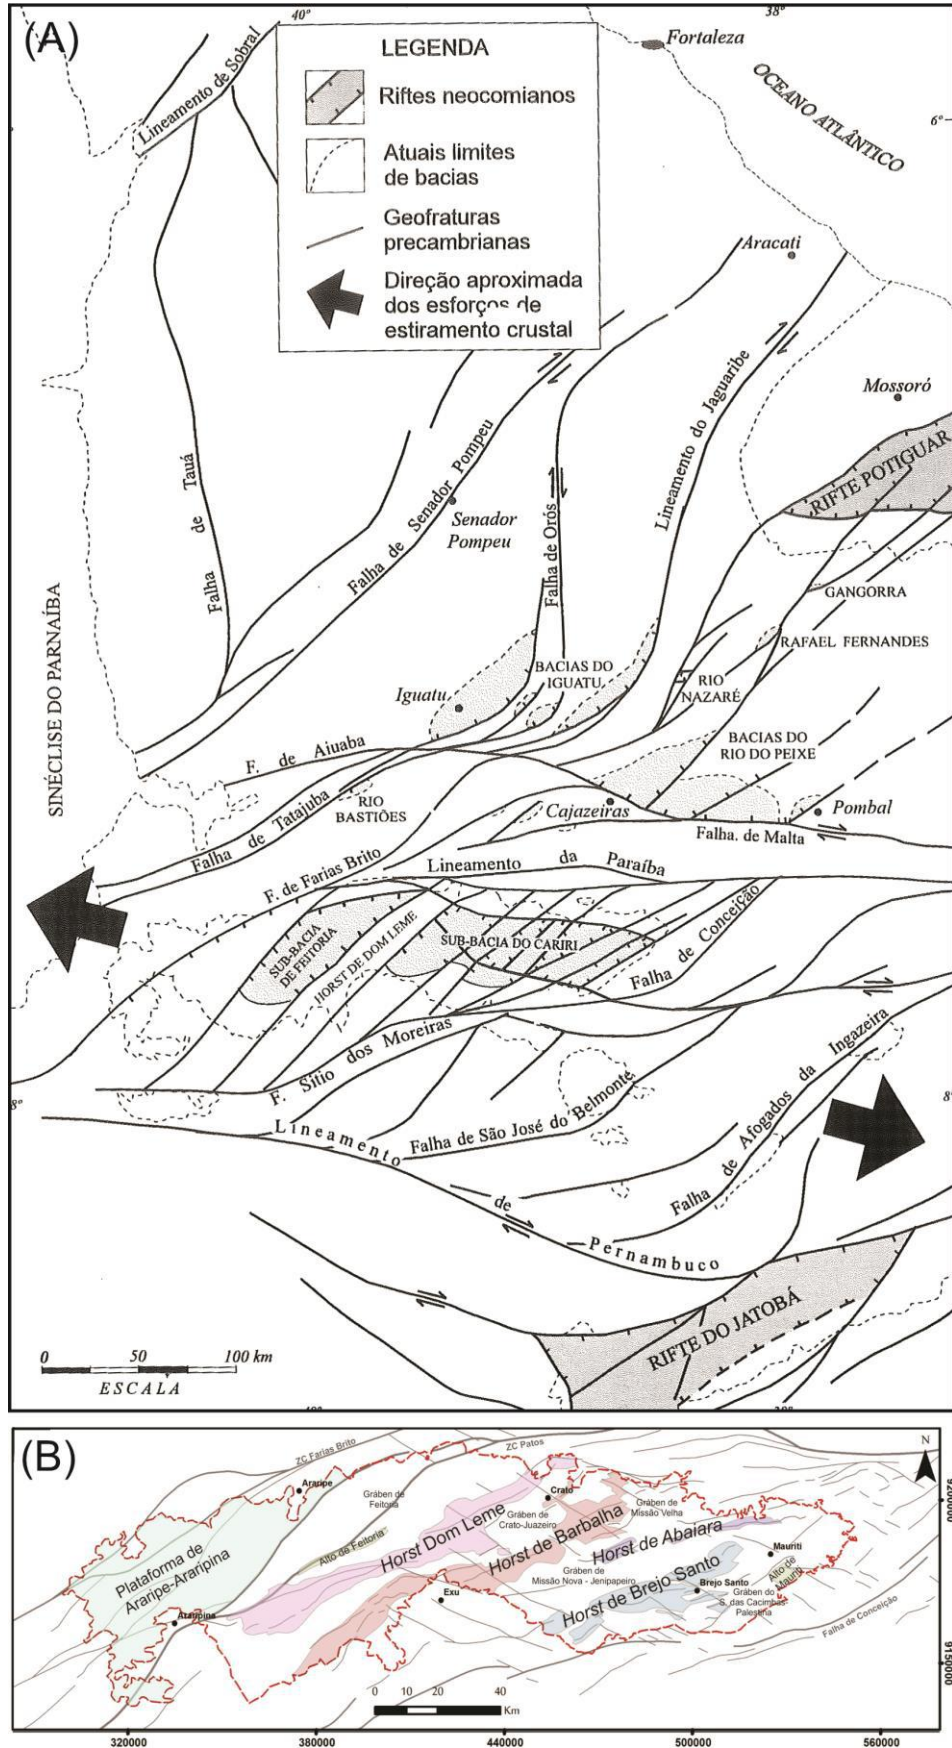 (A)
40º
38º
Fortaleza
OCEANO ATLÂNTICO
6º
LEGENDA
Riftes neocomianos
Atuais limites
de bacias
Geofraturas
precambrianas
Direção aproximada
dos esforços de
estiramento crustal
Lineamento de Sobral
Aracati
Mossoró
RIFTE POTIGUAR
Falha de Tauá
Falha de Senador Pompeu
Senador
Pompeu
Falha de Orós
Lineamento do Jaguaribe
GANGORRA
RAFAEL FERNANDES
SINÉCLISE DO PARNAÍBA
Iguatu
BACIAS DO
IGUATU
RIO
NAZARÉ
BACIAS DO
RIO DO PEIXE
F. de Aiuaba
Falha de Tatajuba
RIO
BASTIÕES
Cajazeiras
Pombal
Falha. de Malta
F. de Farias Brito
Lineamento da Paraíba
SUB-BACIA
DE FEITORIA
HORST DE DOM LEME
SUB-BACIA DO CARIRI
Falha de Conceição
F. Sítio dos Moreiras
8º
8º
Lineamento de Pernambuco
Falha de São José do Belmonte
Falha de Afogados da Ingazeira
RIFTE DO JATOBÁ
0 50 100 km
ESCALA
(B)
ZC Farias Brito
ZC Patos
N
Araripe
Gráben de
Feitoria
Crato
Gráben de
Crato-Juazeiro
Gráben de
Missão Velha
9200000
Plataforma de
Araripe-Araripina
Alto de Feitoria
Horst Dom Leme
Horst de Barbalha
Horst de Abaiara
Mauriti
Alto de
Mauriti
Gráben de
Missão Nova - Jenipapeiro
Exu
Horst de Brejo Santo
Brejo Santo
Gráben do
S. das Cacimbas
Palestina
Araripina
Falha de Conceição
9150000
0 10 20 40
Km
320000 380000 440000 500000 560000